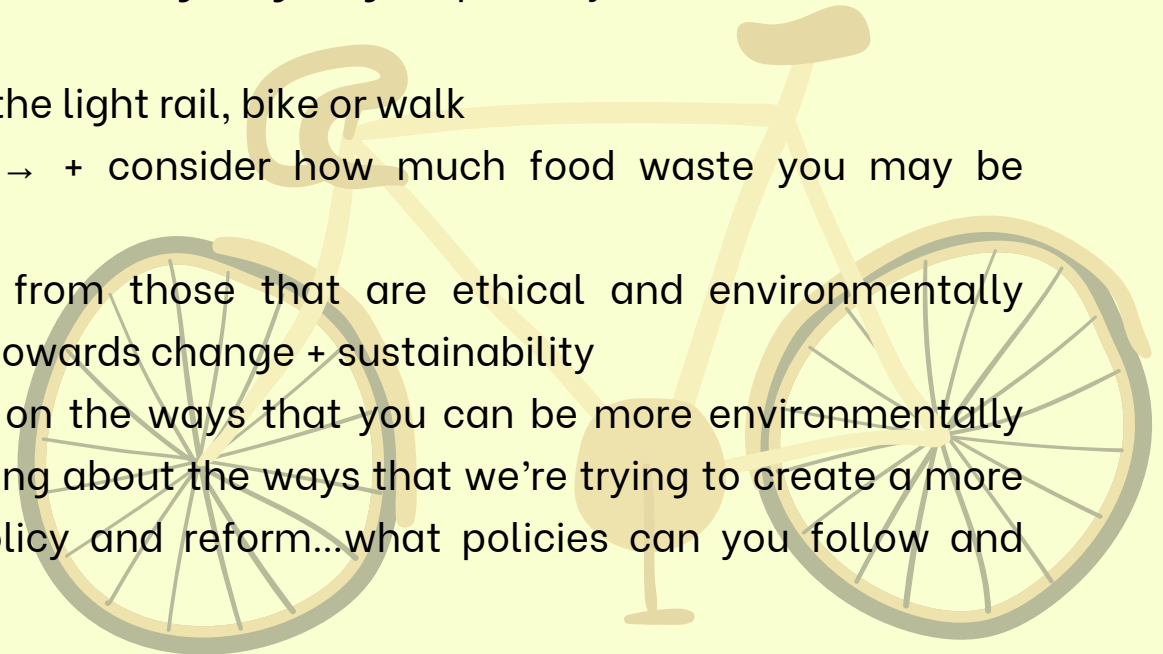 the light rail, bike or walk
→ + consider how much food waste you may be
from those that are ethical and environmentally
owards change + sustainability
on the ways that you can be more environmentally
ng about the ways that we’re trying to create a more
licy and reform...what policies can you follow and